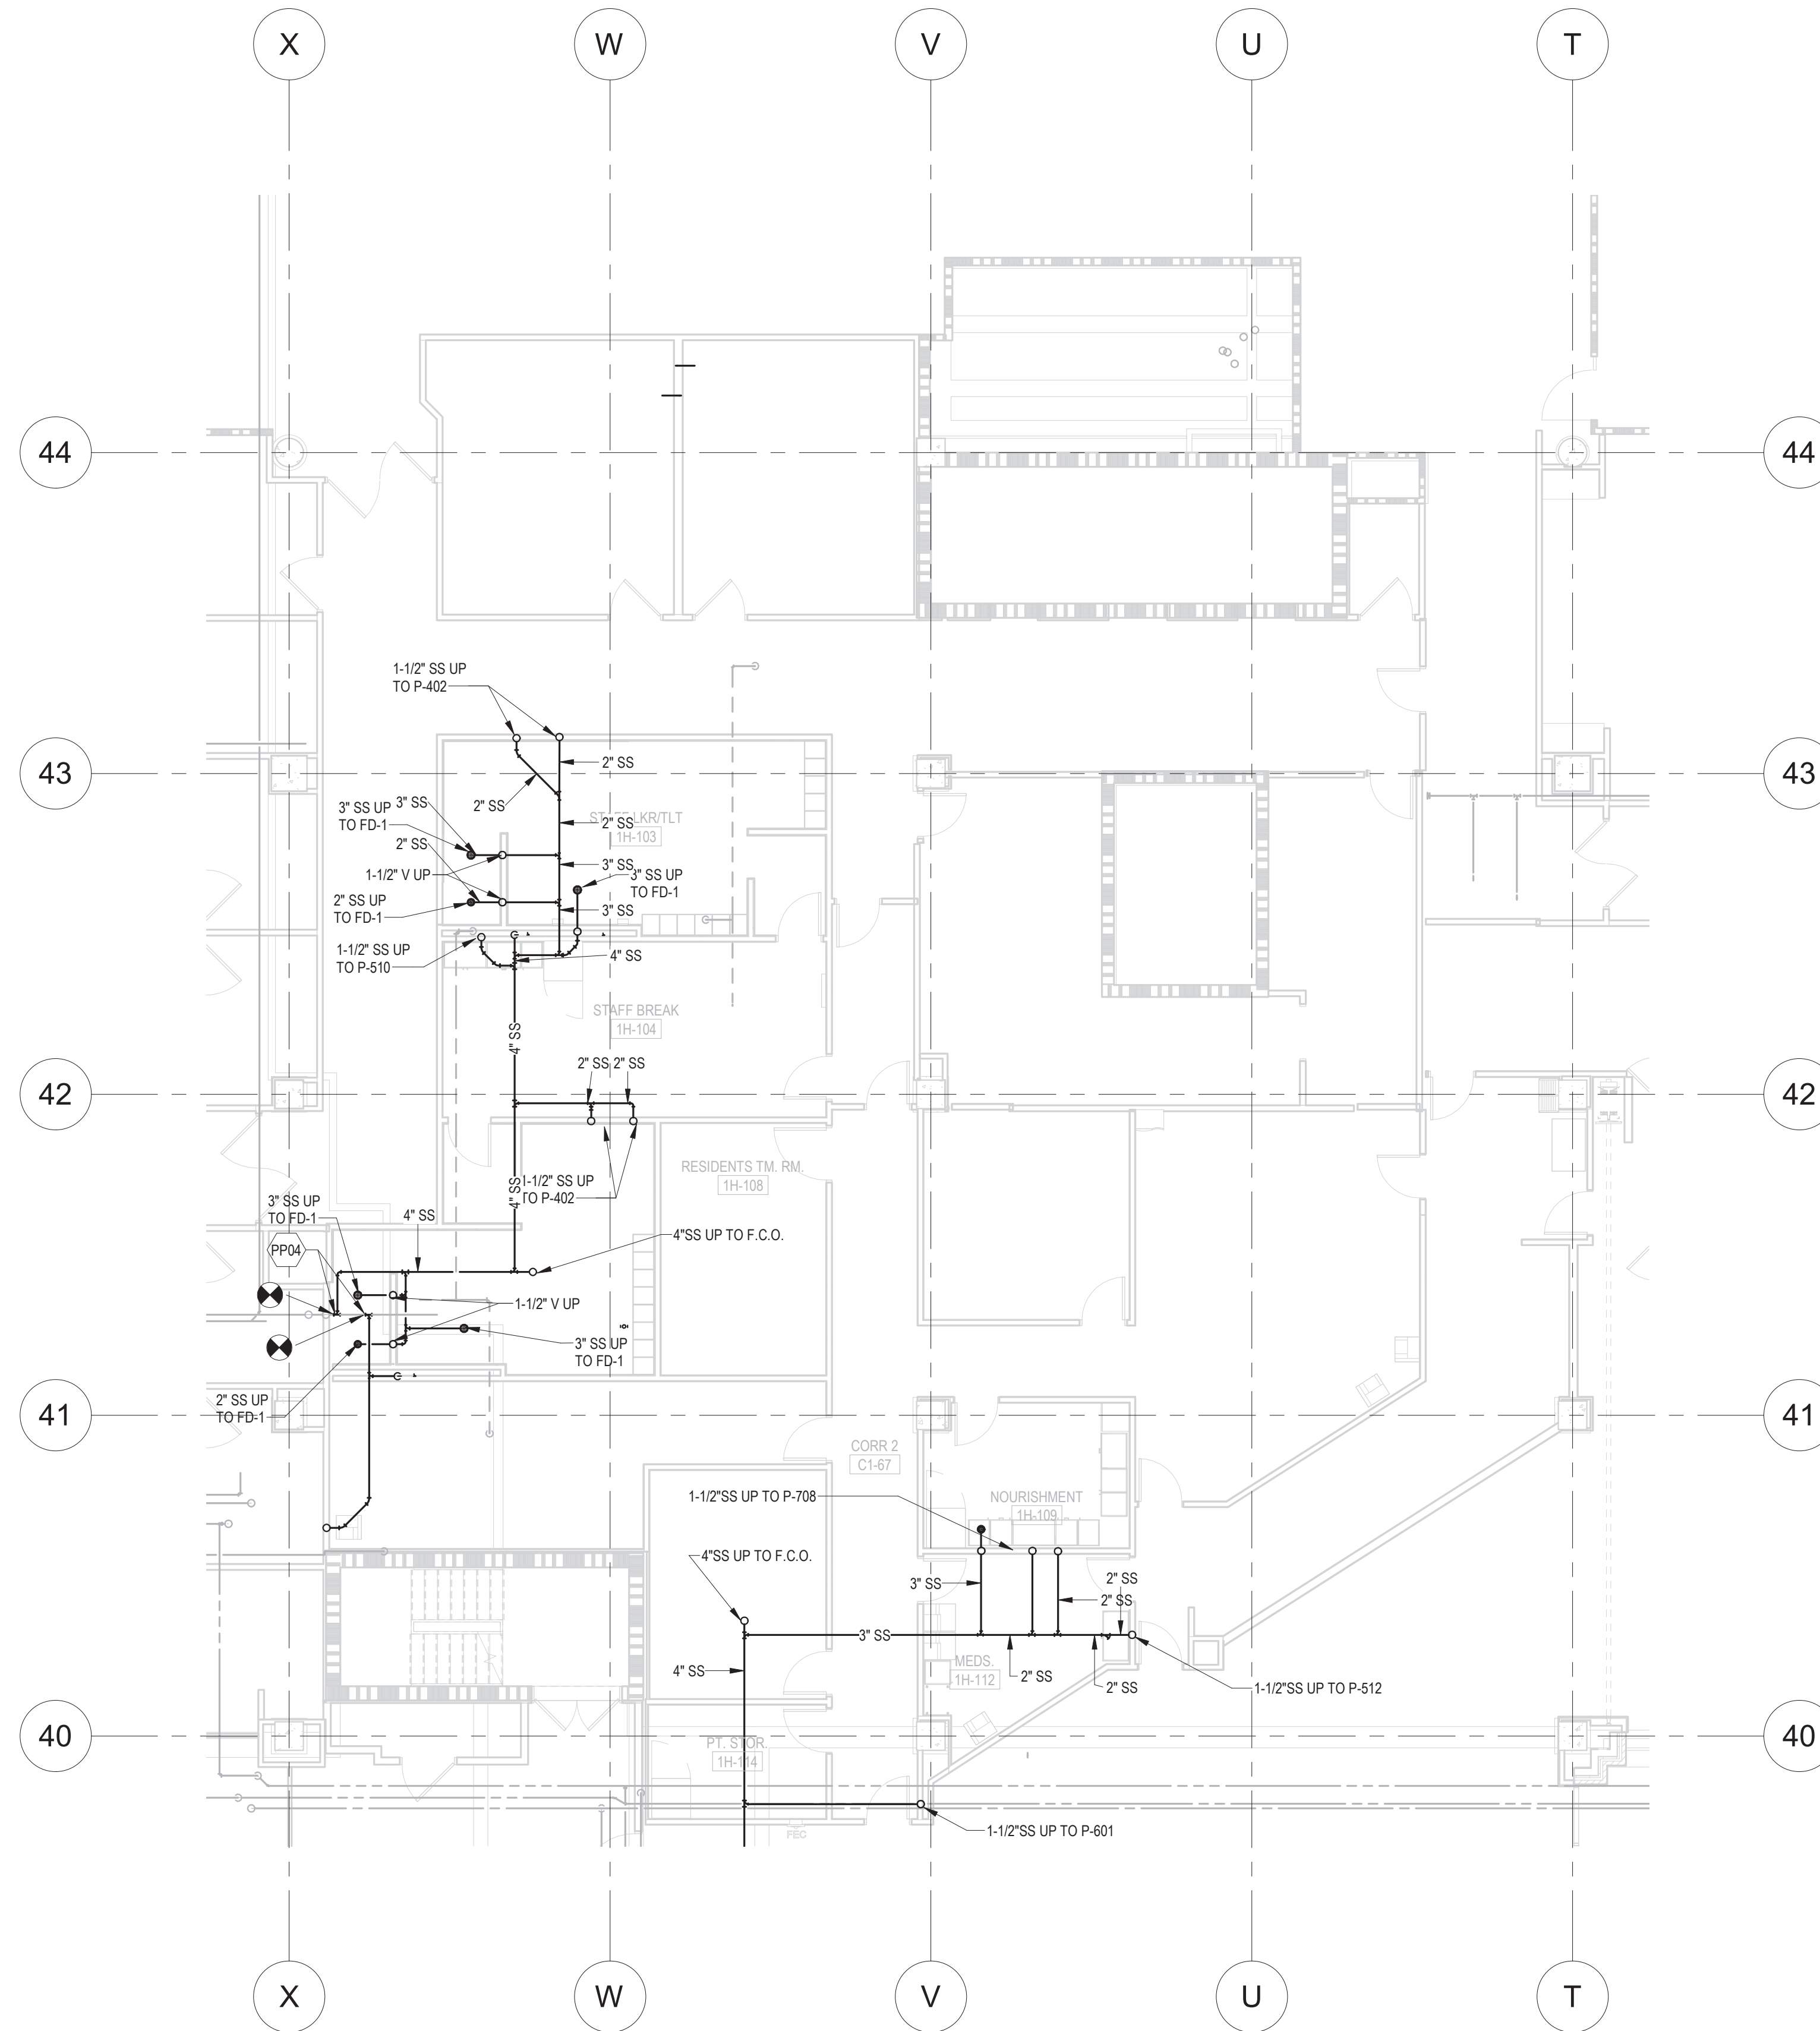 X
W
V
U
T
44
44
1-1/2" SS UP
TO P-402
2" SS
43
43
3" SS UP
TO FD-1
3" SS
2" SS
2" SS
LKR/TLT
2" SS
1H-103
1-1/2" V UP
3" SS
3" SS UP
TO FD-1
2" SS UP
TO FD-1
3" SS
1-1/2" SS UP
TO P-510
4" SS
STAFF BREAK
1H-104
4" SS
2" SS
2" SS
42
42
RESIDENTS TM. RM.
1H-108
4" SS
1-1/2" SS UP
TO P-402
3" SS UP
TO FD-1
4" SS
4"SS UP TO F.C.O.
PP04
1-1/2" V UP
3" SS UP
TO FD-1
2" SS UP
TO FD-1
41
41
CORR 2
C1-67
1-1/2"SS UP TO P-708
NOURISHMENT
1H-109
4"SS UP TO F.C.O.
3" SS
2" SS
2" SS
3" SS
4" SS
MEDS.
1H-112
2" SS
2" SS
1-1/2"SS UP TO P-512
40
40
PT. STOR.
1H-114
1-1/2"SS UP TO P-601
FEC
X
W
V
U
T